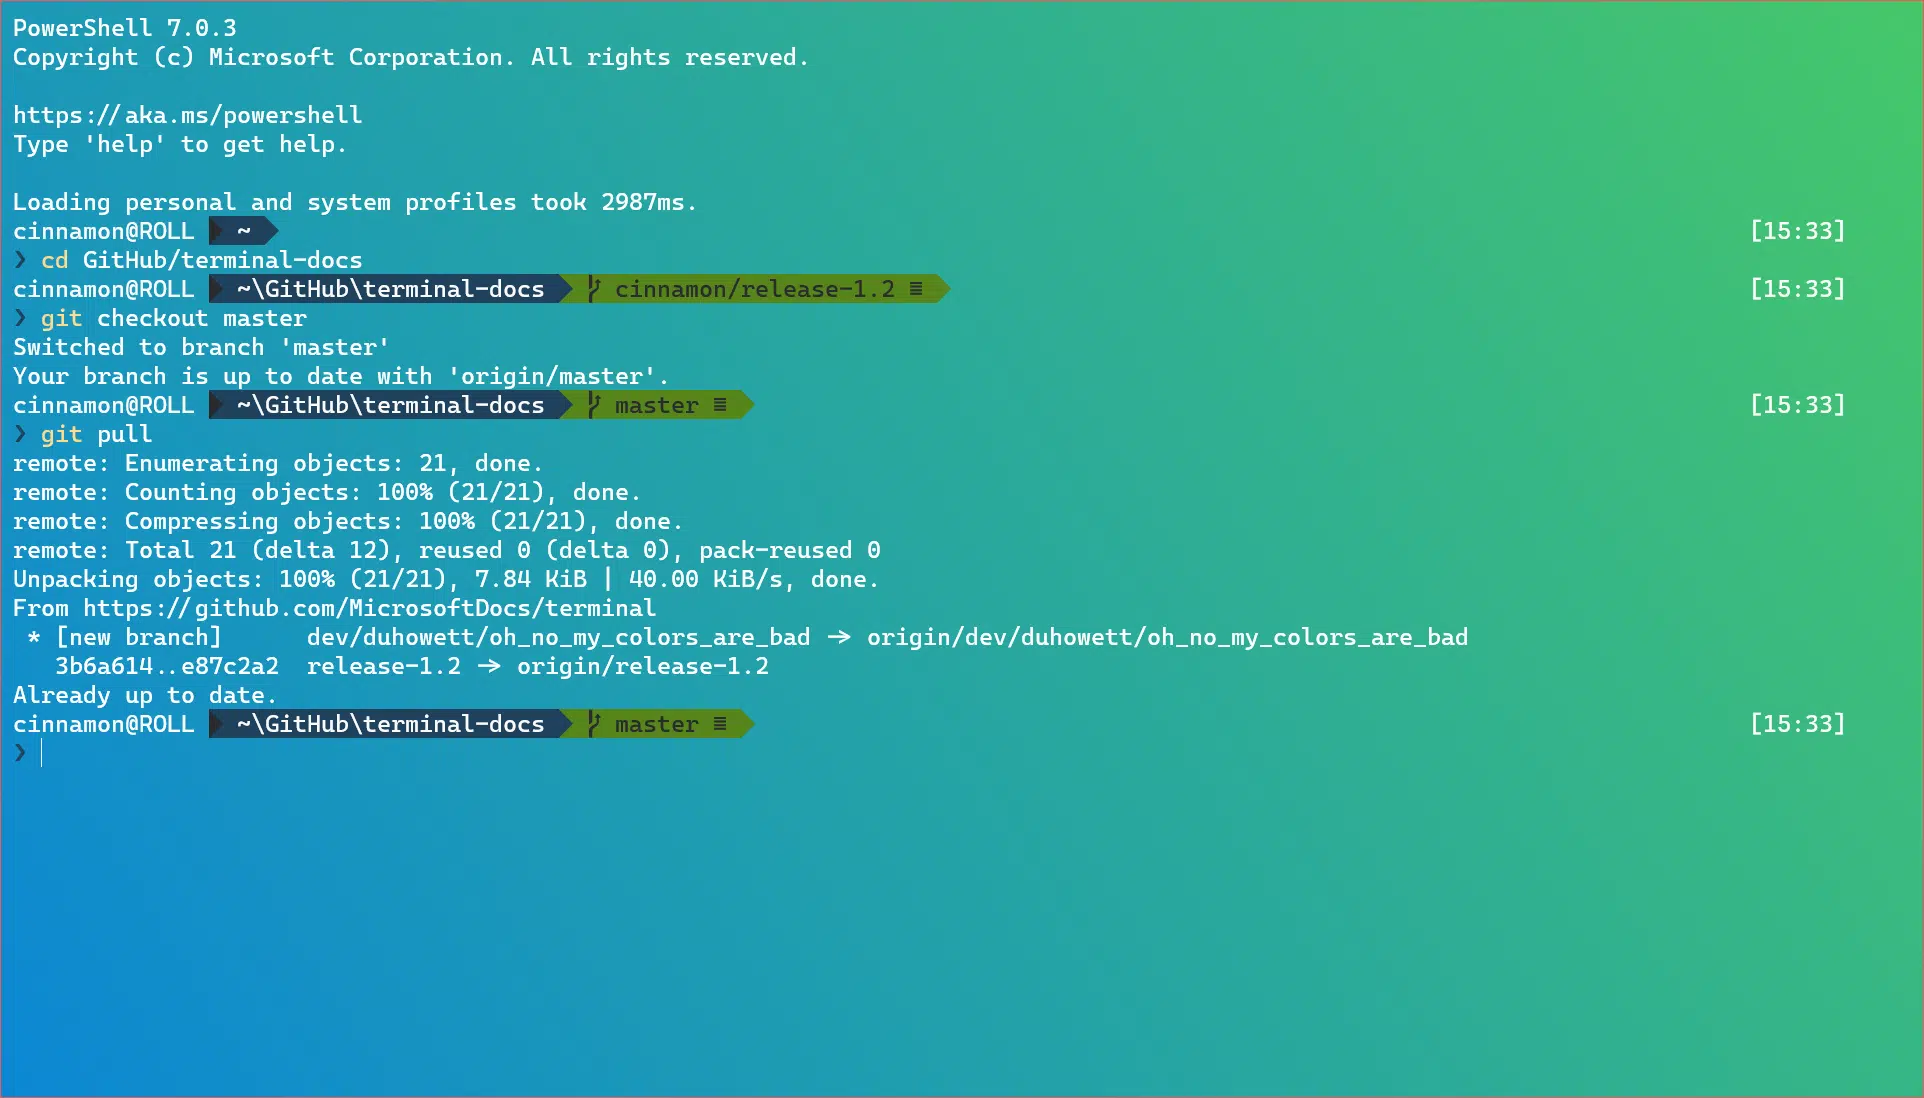 PowerShell 7.0.3
Copyright (c) Microsoft Corporation. All rights reserved.
https://aka.ms/powershell
Type 'help' to get help.
Loading personal and system profiles took 2987ms.
cinnamon@ROLL ~ [15:33]
❯ cd GitHub/terminal-docs
cinnamon@ROLL ~\GitHub\terminal-docs cinnamon/release-1.2 ≡ [15:33]
❯ git checkout master
Switched to branch 'master'
Your branch is up to date with 'origin/master'.
cinnamon@ROLL ~\GitHub\terminal-docs master ≡ [15:33]
❯ git pull
remote: Enumerating objects: 21, done.
remote: Counting objects: 100% (21/21), done.
remote: Compressing objects: 100% (21/21), done.
remote: Total 21 (delta 12), reused 0 (delta 0), pack-reused 0
Unpacking objects: 100% (21/21), 7.84 KiB | 40.00 KiB/s, done.
From https://github.com/MicrosoftDocs/terminal
* [new branch] dev/duhowett/oh_no_my_colors_are_bad -> origin/dev/duhowett/oh_no_my_colors_are_bad
3b6a614..e87c2a2 release-1.2 -> origin/release-1.2
Already up to date.
cinnamon@ROLL ~\GitHub\terminal-docs master ≡ [15:33]
❯